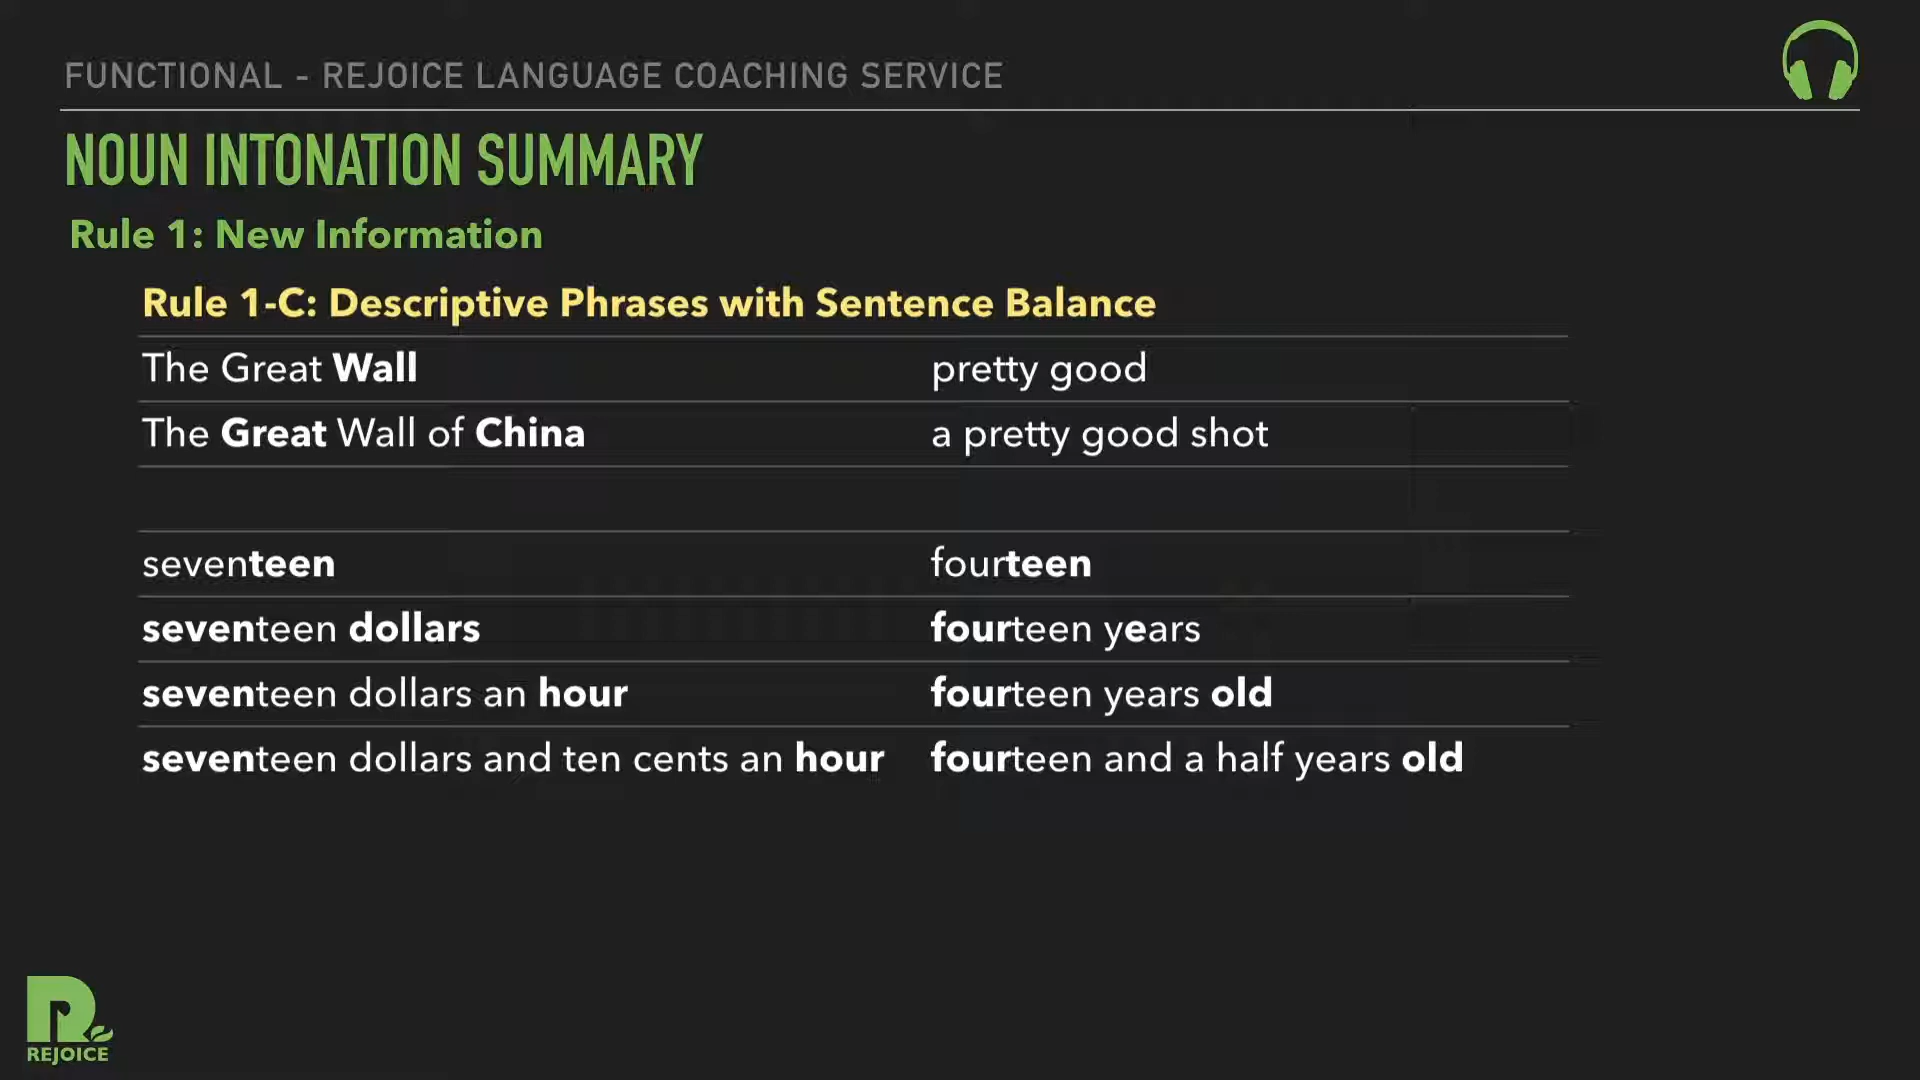 FUNCTIONAL - REJOICE LANGUAGE COACHING SERVICE
NOUN INTONATION SUMMARY
Rule 1: New Information
Rule 1-C: Descriptive Phrases with Sentence Balance
The Great Wall pretty good
The Great Wall of China a pretty good shot
seventeen fourteen
seventeen dollars fourteen years
seventeen dollars an hour fourteen years old
seventeen dollars and ten cents an hour fourteen and a half years old
REJOICE